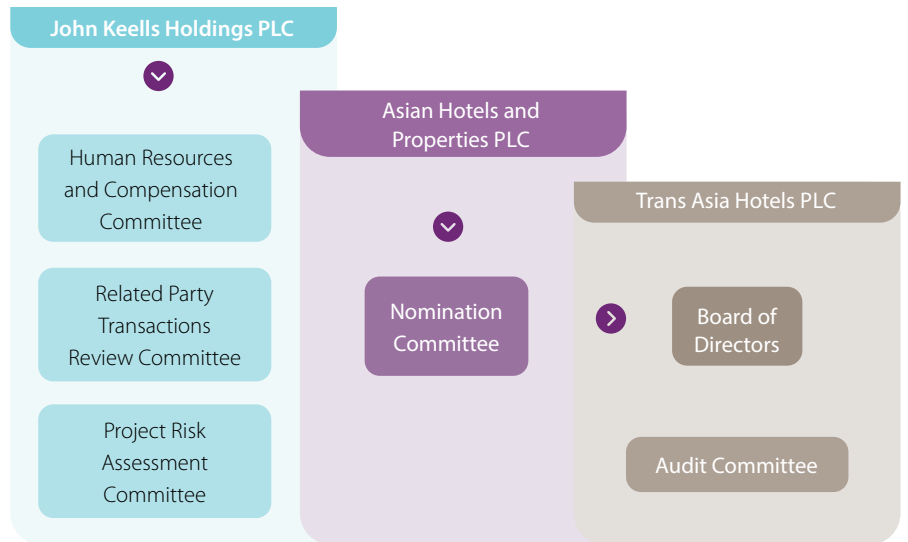 John Keells Holdings PLC
Human Resources
and Compensation
Committee
Related Party
Transactions
Review Committee
Project Risk
Assessment
Committee
Asian Hotels and
Properties PLC
Nomination
Committee
Trans Asia Hotels PLC
Board of
Directors
Audit Committee